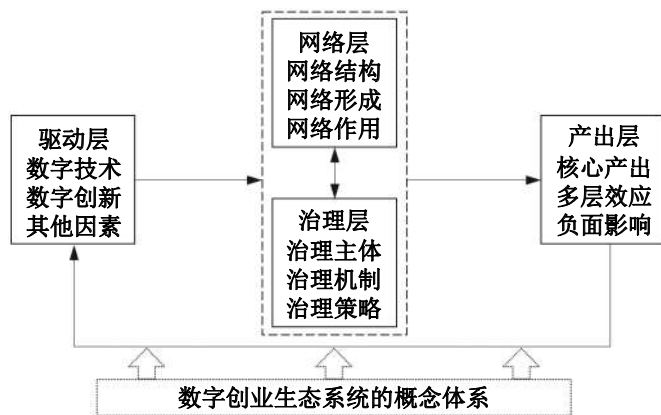 网络层
网络结构
网络形成
网络作用
驱动层
数字技术
数字创新
其他因素
治理层
治理主体
治理机制
治理策略
产出层
核心产出
多层效应
负面影响
数字创业生态系统的概念体系